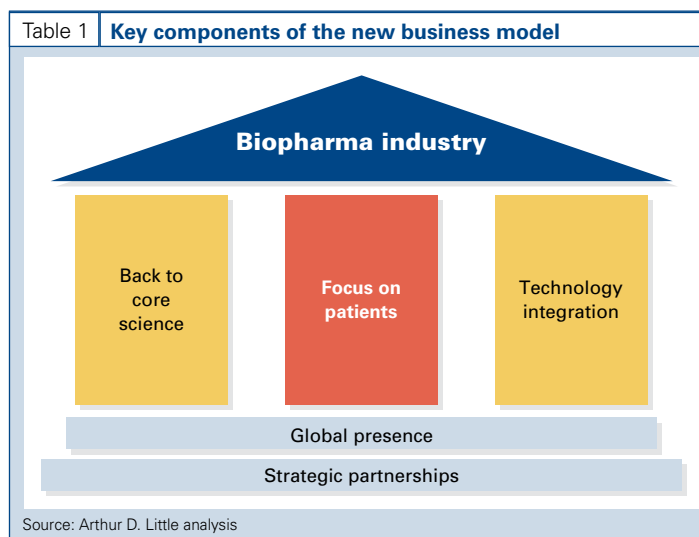 Table 1 Key components of the new business model
Biopharma industry
Back to
core
science
Focus on
patients
Technology
integration
Global presence
Strategic partnerships
Source: Arthur D. Little analysis